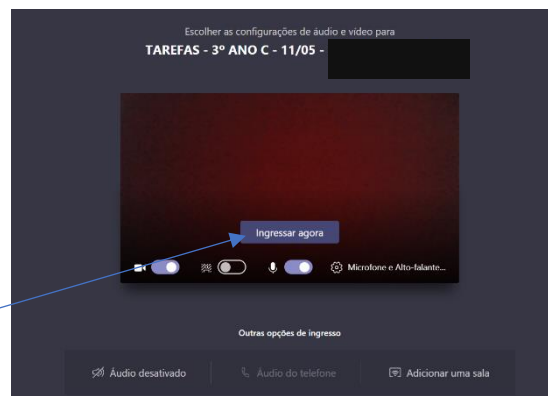 Escolher as configurações de áudio e vídeo para
TAREFAS - 3º ANO C - 11/05 -
Ingressar agora
Microfone e Alto-falante...
Outras opções de ingresso
Áudio desativado
Áudio do telefone
Adicionar uma sala